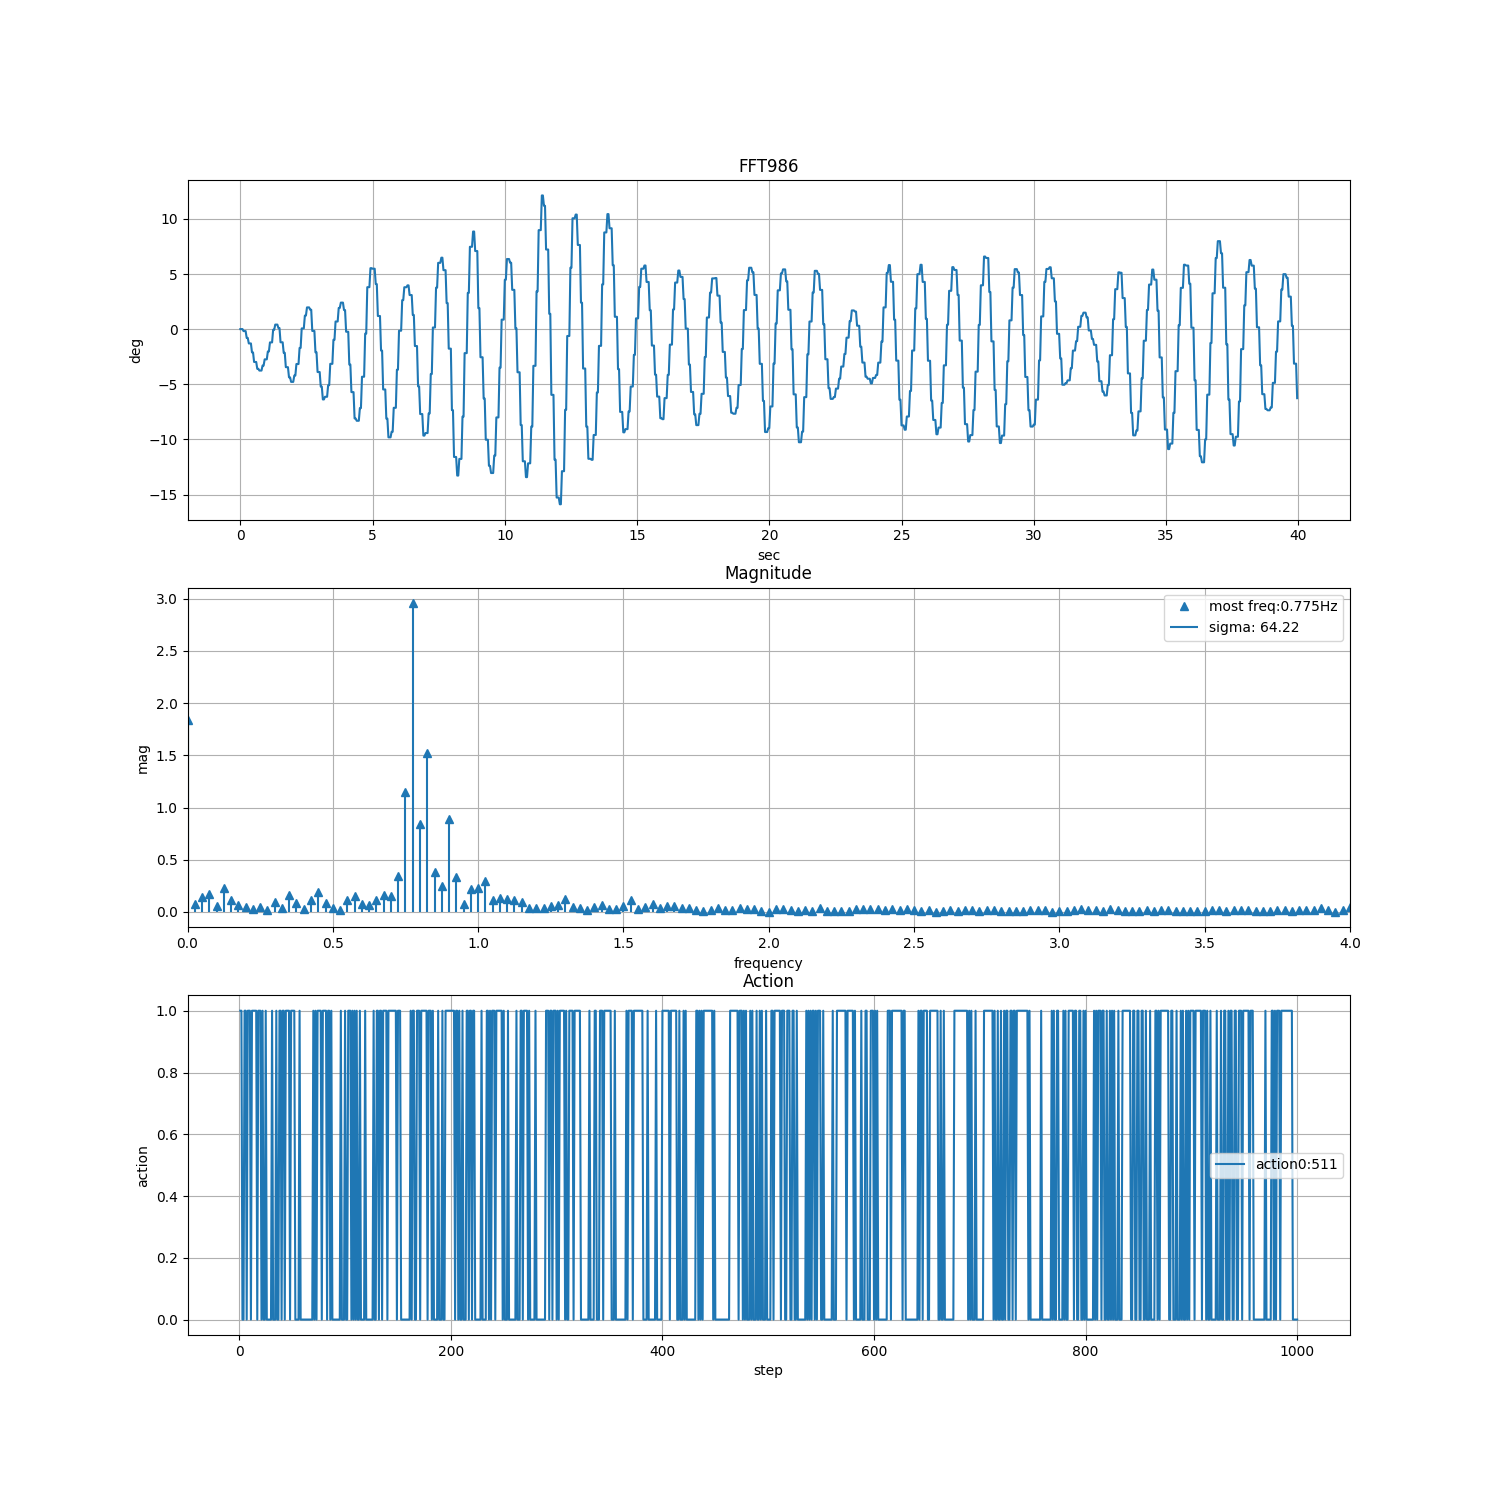 FFT986
10
5
0
−5
−10
−15
deg
0 5 10 15 20 25 30 35 40
sec
Magnitude
3.0
2.5
2.0
1.5
1.0
0.5
0.0
mag
most freq:0.775Hz
sigma: 64.22
0.0 0.5 1.0 1.5 2.0 2.5 3.0 3.5 4.0
frequency
Action
1.0
0.8
0.6
0.4
0.2
0.0
action
action0:511
0 200 400 600 800 1000
step